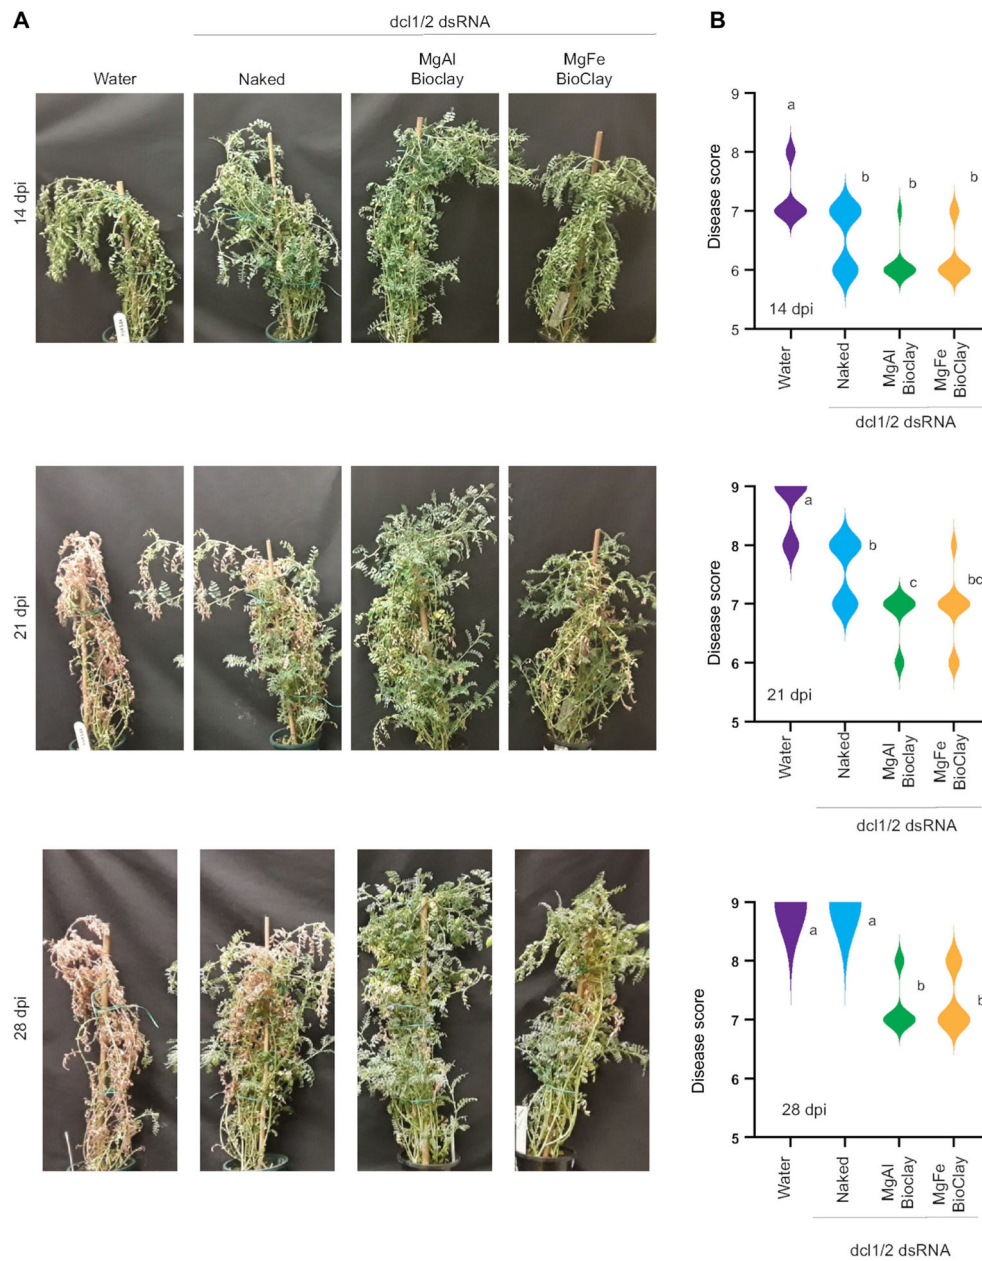 A
dcl1/2 dsRNA
Water
Naked
MgAl
Bioclay
MgFe
BioClay
14 dpi
21 dpi
28 dpi
B
Disease score
9
8
7
6
5
a
b
b
b
14 dpi
Water
Naked
MgAl
Bioclay
MgFe
BioClay
dcl1/2 dsRNA
Disease score
9
8
7
6
5
a
b
c
bc
21 dpi
Water
Naked
MgAl
Bioclay
MgFe
BioClay
dcl1/2 dsRNA
Disease score
9
8
7
6
5
a
a
b
b
28 dpi
Water
Naked
MgAl
Bioclay
MgFe
BioClay
dcl1/2 dsRNA